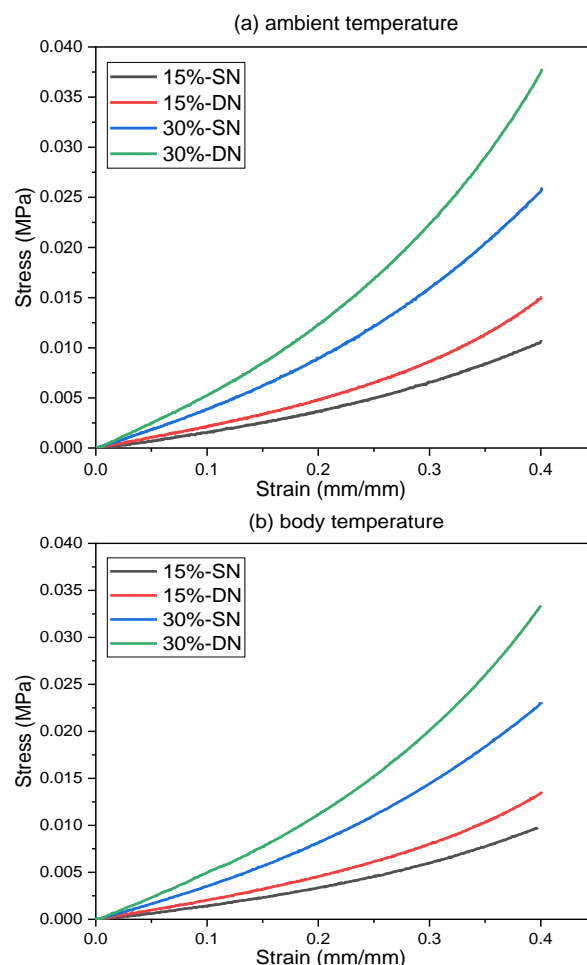 (a) ambient temperature
0.040
0.035
0.030
0.025
0.020
0.015
0.010
0.005
0.000
Stress (MPa)
15%-SN
15%-DN
30%-SN
30%-DN
0.0 0.1 0.2 0.3 0.4
Strain (mm/mm)
(b) body temperature
0.040
0.035
0.030
0.025
0.020
0.015
0.010
0.005
0.000
Stress (MPa)
15%-SN
15%-DN
30%-SN
30%-DN
0.0 0.1 0.2 0.3 0.4
Strain (mm/mm)